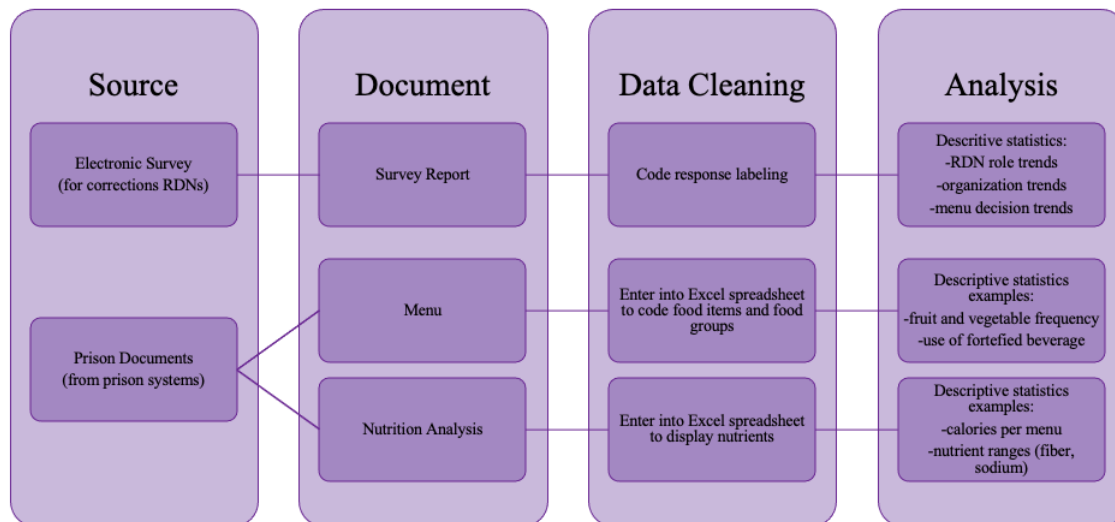 Source
Document
Data Cleaning
Analysis
Electronic Survey
(for corrections RDNs)
Survey Report
Code response labeling
Descritive statistics:
-RDN role trends
-organization trends
-menu decision trends
Prison Documents
(from prison systems)
Menu
Enter into Excel spreadsheet
to code food items and food
groups
Descriptive statistics
examples:
-fruit and vegetable frequency
-use of fortefied beverage
Nutrition Analysis
Enter into Excel spreadsheet
to display nutrients
Descriptive statistics
examples:
-calories per menu
-nutrient ranges (fiber,
sodium)